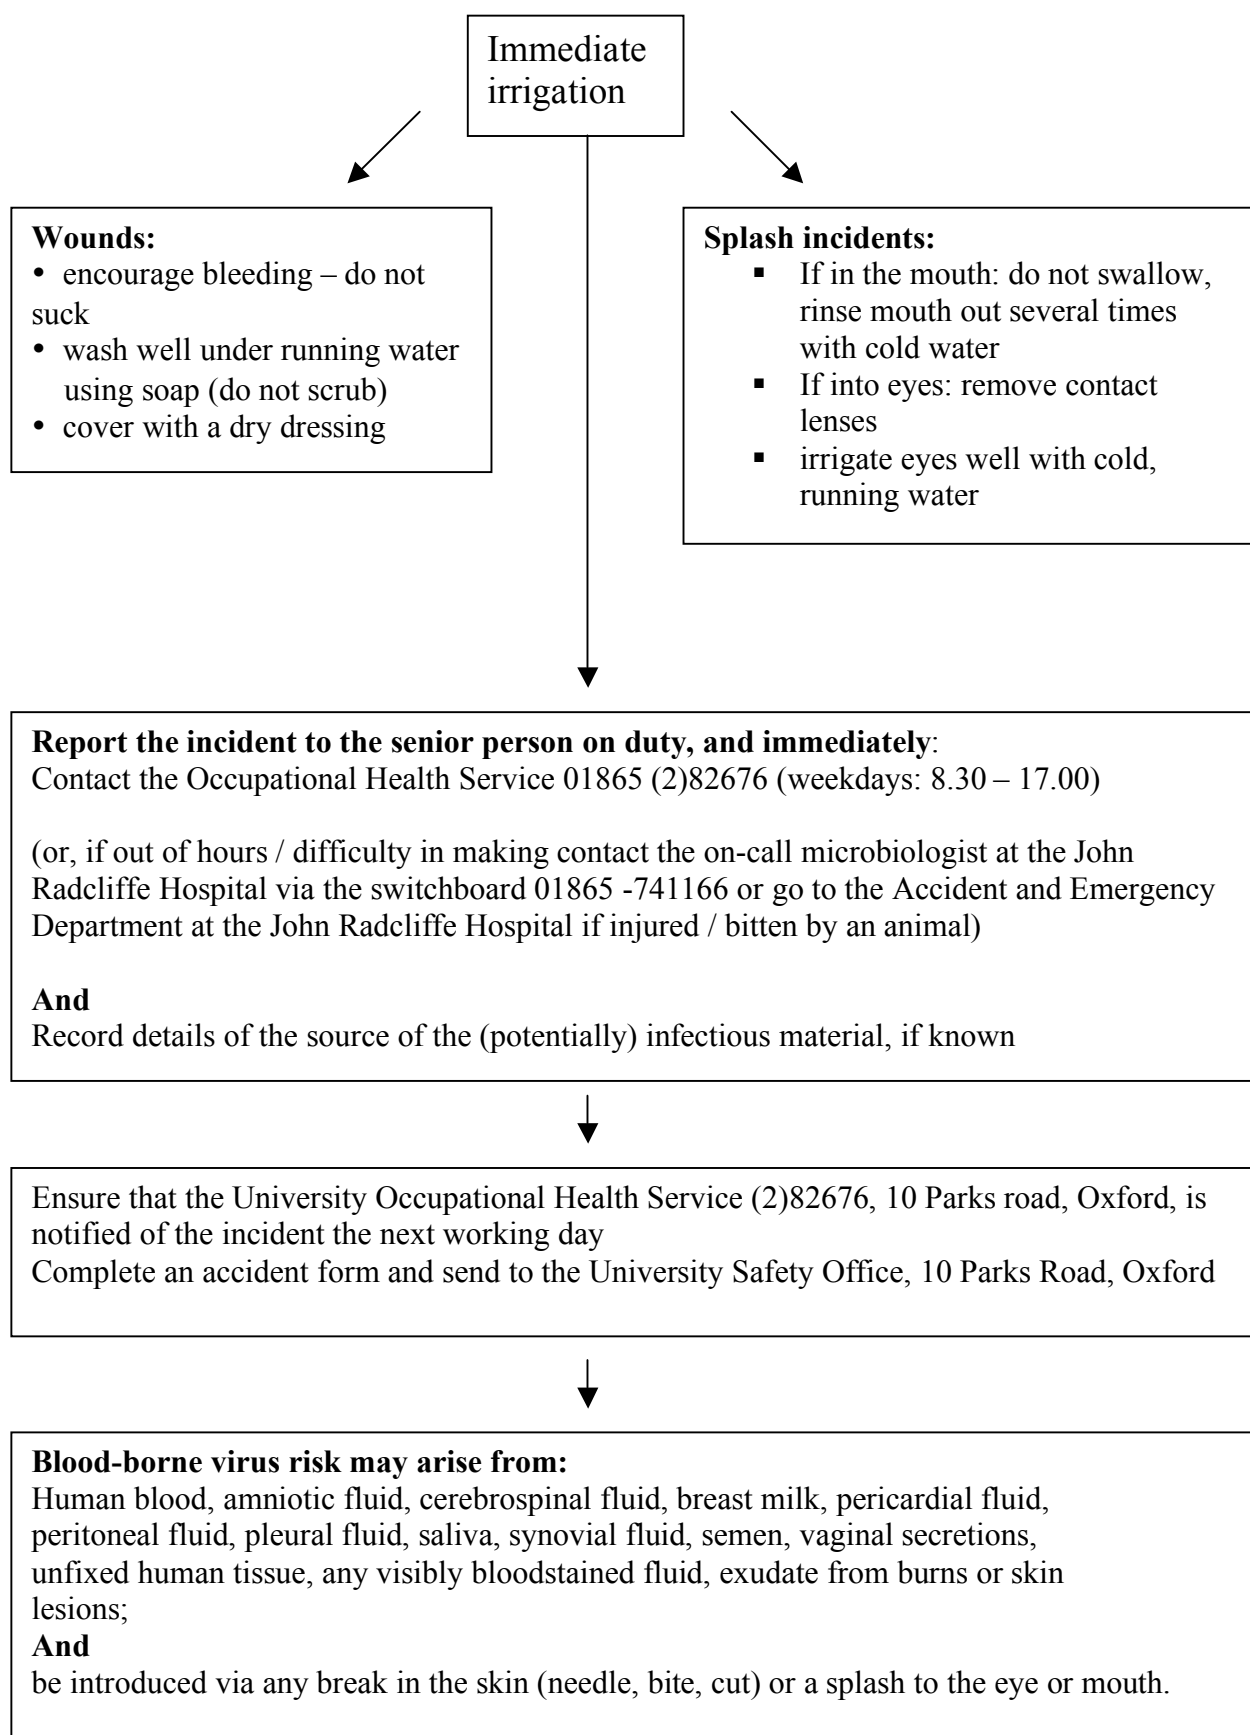 Immediate
irrigation
Wounds:
• encourage bleeding – do not
suck
• wash well under running water
using soap (do not scrub)
• cover with a dry dressing
Splash incidents:
▪ If in the mouth: do not swallow,
rinse mouth out several times
with cold water
▪ If into eyes: remove contact
lenses
▪ irrigate eyes well with cold,
running water
Report the incident to the senior person on duty, and immediately:
Contact the Occupational Health Service 01865 (2)82676 (weekdays: 8.30 – 17.00)
(or, if out of hours / difficulty in making contact the on-call microbiologist at the John
Radcliffe Hospital via the switchboard 01865 -741166 or go to the Accident and Emergency
Department at the John Radcliffe Hospital if injured / bitten by an animal)
And
Record details of the source of the (potentially) infectious material, if known
Ensure that the University Occupational Health Service (2)82676, 10 Parks road, Oxford, is
notified of the incident the next working day
Complete an accident form and send to the University Safety Office, 10 Parks Road, Oxford
Blood-borne virus risk may arise from:
Human blood, amniotic fluid, cerebrospinal fluid, breast milk, pericardial fluid,
peritoneal fluid, pleural fluid, saliva, synovial fluid, semen, vaginal secretions,
unfixed human tissue, any visibly bloodstained fluid, exudate from burns or skin
lesions;
And
be introduced via any break in the skin (needle, bite, cut) or a splash to the eye or mouth.